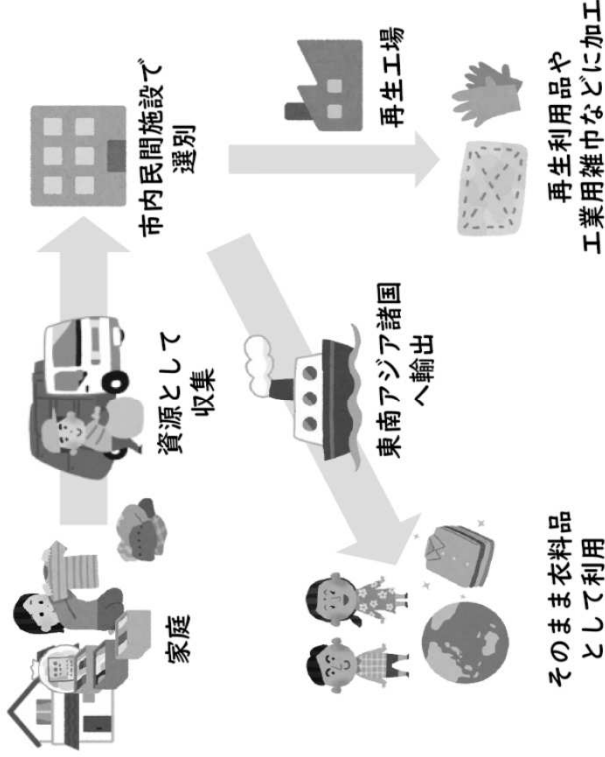 家庭
資源として
収集
市内民間施設で
選別
再生工場
再生利用品や
工業用雑巾などに加工
東南アジア諸国
へ輸出
そのまま衣料品
として利用